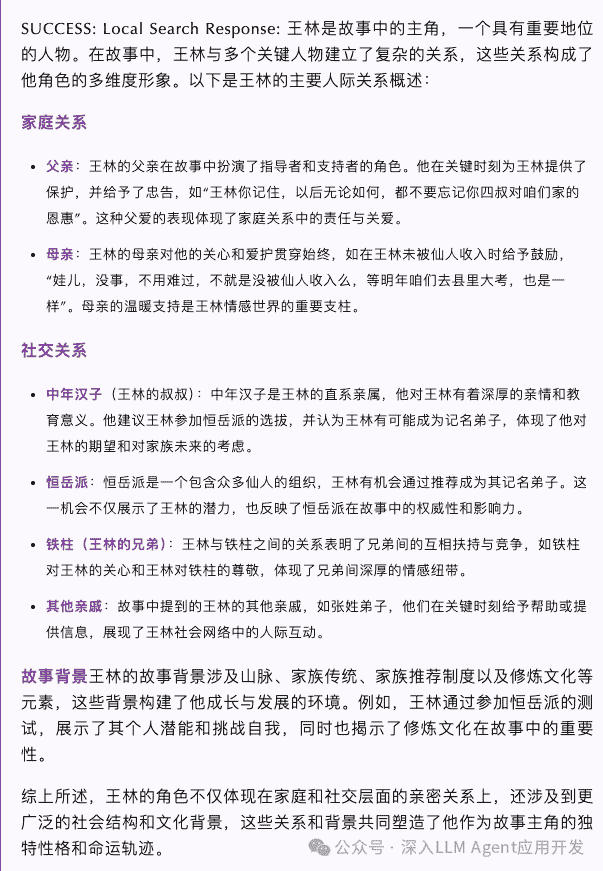 SUCCESS: Local Search Response: 王林是故事中的主角，一个具有重要地位
的人物。在故事中，王林与多个关键人物建立了复杂的关系，这些关系构成了
他角色的多维度形象。以下是王林的主要人际关系概述：
家庭关系
• 父亲：王林的父亲在故事中扮演了指导者和支持者的角色。他在关键时刻为王林提供了
保护，并给予了忠告，如“王林你记住，以后无论如何，都不要忘记你四叔对咱们家的
恩惠”。这种父爱的表现体现了家庭关系中的责任与关爱。
• 母亲：王林的母亲对他的关心和爱护贯穿始终，如在王林未被仙人收入时给予鼓励，
“娃儿，没事，不用难过，不就是没被仙人收入么，等明年咱们去县里大考，也是一
样”。母亲的温暖支持是王林情感世界的重要支柱。
社交关系
• 中年汉子（王林的叔叔）：中年汉子是王林的直系亲属，他对王林有着深厚的亲情和教
育意义。他建议王林参加恒岳派的选拔，并认为王林有可能成为记名弟子，体现了他对
王林的期望和对家族未来的考虑。
• 恒岳派：恒岳派是一个包含众多仙人的组织，王林有机会通过推荐成为其记名弟子。这
一机会不仅展示了王林的潜力，也反映了恒岳派在故事中的权威性和影响力。
• 铁柱（王林的兄弟）：王林与铁柱之间的关系表明了兄弟间的互相扶持与竞争，如铁柱
对王林的关心和王林对铁柱的尊敬，体现了兄弟间深厚的情感纽带。
• 其他亲戚：故事中提到的王林的其他亲戚，如张姓弟子，他们在关键时刻给予帮助或提
供信息，展现了王林社会网络中的人际互动。
故事背景王林的故事背景涉及山脉、家族传统、家族推荐制度以及修炼文化等
元素，这些背景构建了他成长与发展的环境。例如，王林通过参加恒岳派的测
试，展示了其个人潜能和挑战自我，同时也揭示了修炼文化在故事中的重要
性。
综上所述，王林的角色不仅体现在家庭和社交层面的亲密关系上，还涉及到更
广泛的社会结构和文化背景，这些关系和背景共同塑造了他作为故事主角的独
特性格和命运轨迹。
公众号 · 深入LLM Agent应用开发